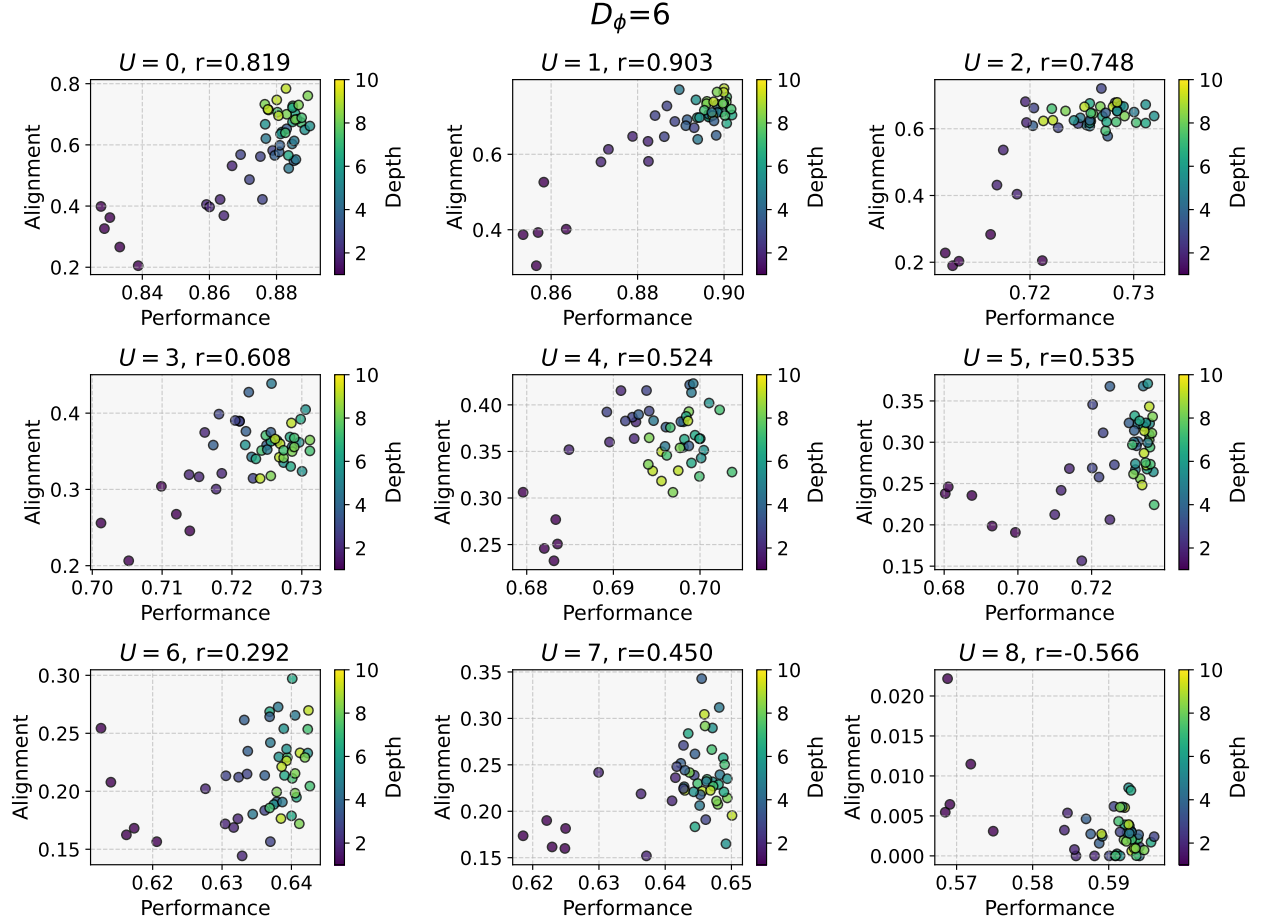 D_ϕ=6
U = 0, r=0.819
Alignment
0.8
0.6
0.4
0.2
0.84 0.86 0.88
Performance
10
8
6
4
2
Depth
U = 1, r=0.903
Alignment
0.6
0.4
0.86 0.88 0.90
Performance
10
8
6
4
2
Depth
U = 2, r=0.748
Alignment
0.6
0.4
0.2
0.72 0.73
Performance
10
8
6
4
2
Depth
U = 3, r=0.608
Alignment
0.4
0.3
0.2
0.70 0.71 0.72 0.73
Performance
10
8
6
4
2
Depth
U = 4, r=0.524
Alignment
0.40
0.35
0.30
0.25
0.68 0.69 0.70
Performance
10
8
6
4
2
Depth
U = 5, r=0.535
Alignment
0.35
0.30
0.25
0.20
0.15
0.68 0.70 0.72
Performance
10
8
6
4
2
Depth
U = 6, r=0.292
Alignment
0.30
0.25
0.20
0.15
0.62 0.63 0.64
Performance
10
8
6
4
2
Depth
U = 7, r=0.450
Alignment
0.35
0.30
0.25
0.20
0.15
0.62 0.63 0.64 0.65
Performance
10
8
6
4
2
Depth
U = 8, r=-0.566
Alignment
0.020
0.015
0.010
0.005
0.000
0.57 0.58 0.59
Performance
10
8
6
4
2
Depth